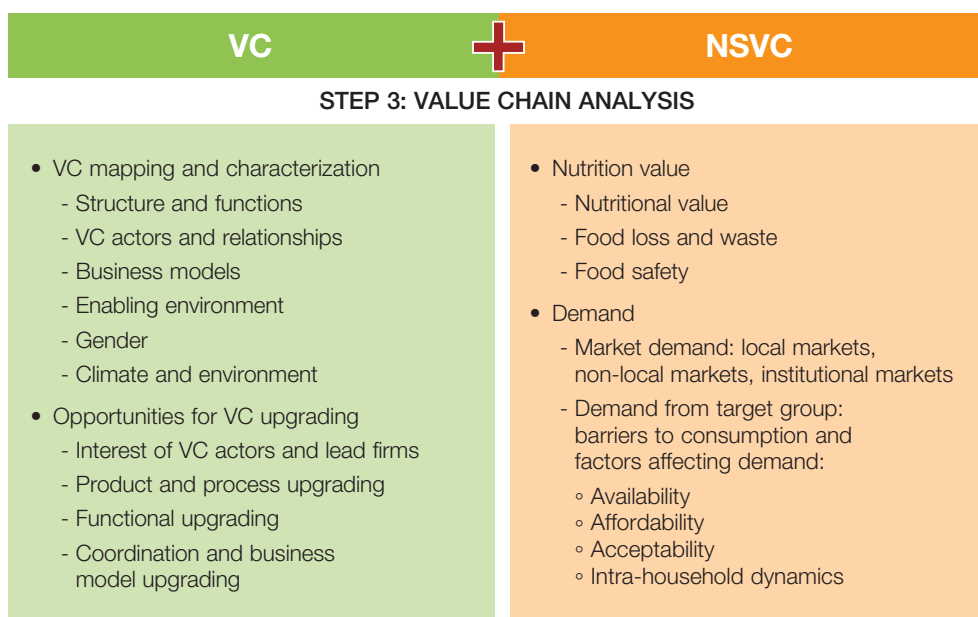 VC
NSVC
STEP 3: VALUE CHAIN ANALYSIS
• VC mapping and characterization
- Structure and functions
- VC actors and relationships
- Business models
- Enabling environment
- Gender
- Climate and environment
• Opportunities for VC upgrading
- Interest of VC actors and lead firms
- Product and process upgrading
- Functional upgrading
- Coordination and business
model upgrading
• Nutrition value
- Nutritional value
- Food loss and waste
- Food safety
• Demand
- Market demand: local markets,
non-local markets, institutional markets
- Demand from target group:
barriers to consumption and
factors affecting demand:
◦ Availability
◦ Affordability
◦ Acceptability
◦ Intra-household dynamics